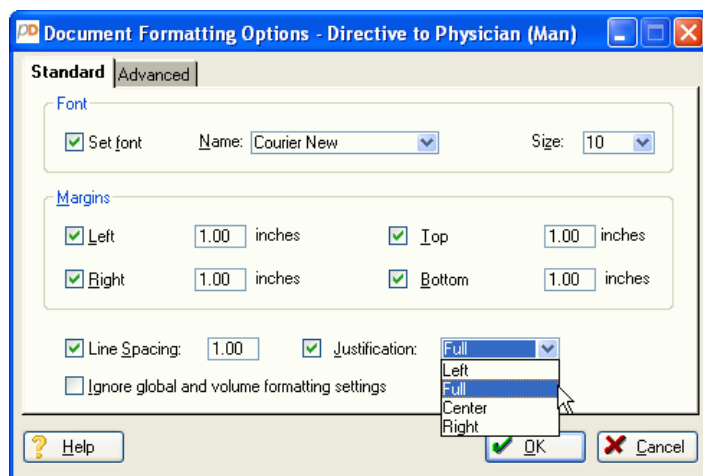 pD Document Formatting Options - Directive to Physician (Man)
Standard Advanced
Font
Set font Name: Courier New Size: 10
Margins
Left 1.00 inches Top 1.00 inches
Right 1.00 inches Bottom 1.00 inches
Line Spacing: 1.00 Justification: Full
Ignore global and volume formatting settings
Left
Full
Center
Right
? Help OK Cancel